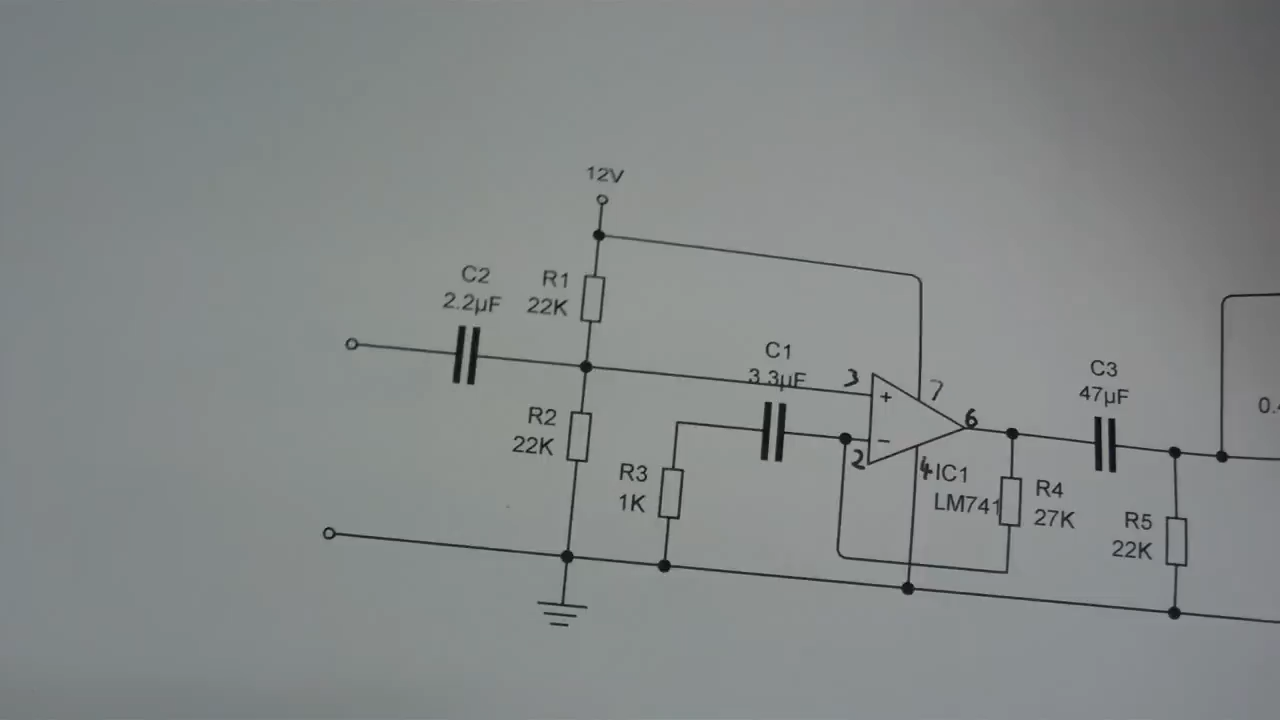 12V
C2
2.2µF
R1
22K
C1
3.3µF
3
+
7
6
C3
47µF
0.
R2
22K
2
−
4
IC1
LM741
R3
1K
R4
27K
R5
22K